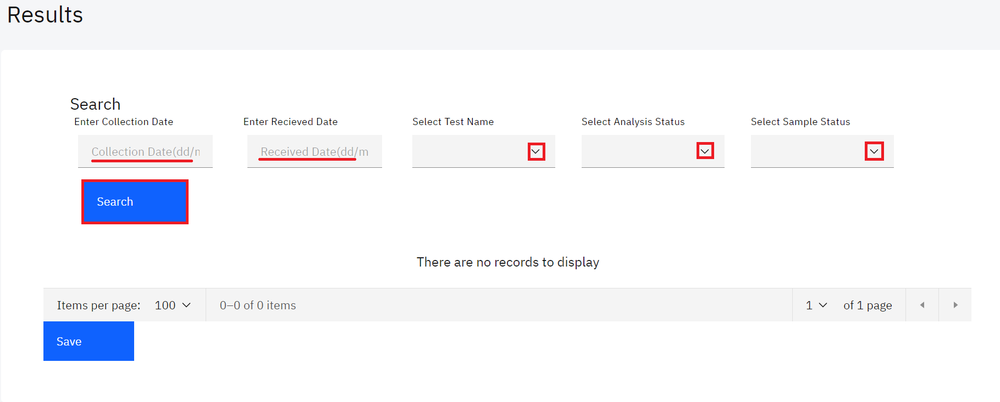 Results
Search
Enter Collection Date Enter Recieved Date Select Test Name Select Analysis Status Select Sample Status
Collection Date(dd/ Received Date(dd/m
Search
There are no records to display
Items per page: 100 0–0 of 0 items 1 of 1 page
Save